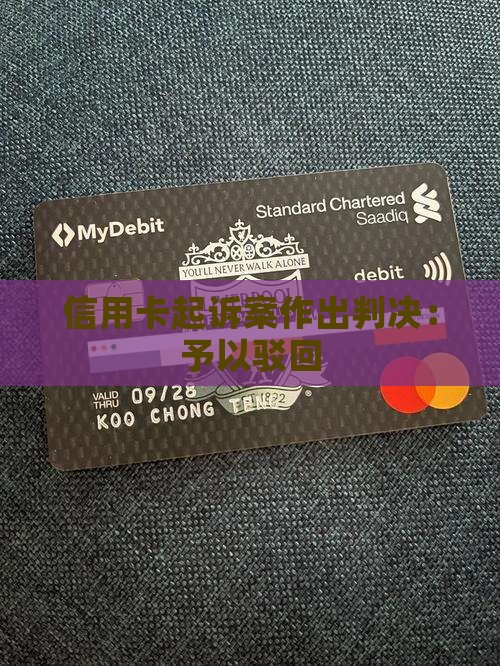 MyDebit
Standard Chartered
Saadiq
YOU'LL NEVER WALK ALONE
debit
信用卡起诉案作出判决：
予以驳回
VALID
THRU
09/28
KOO CHONG